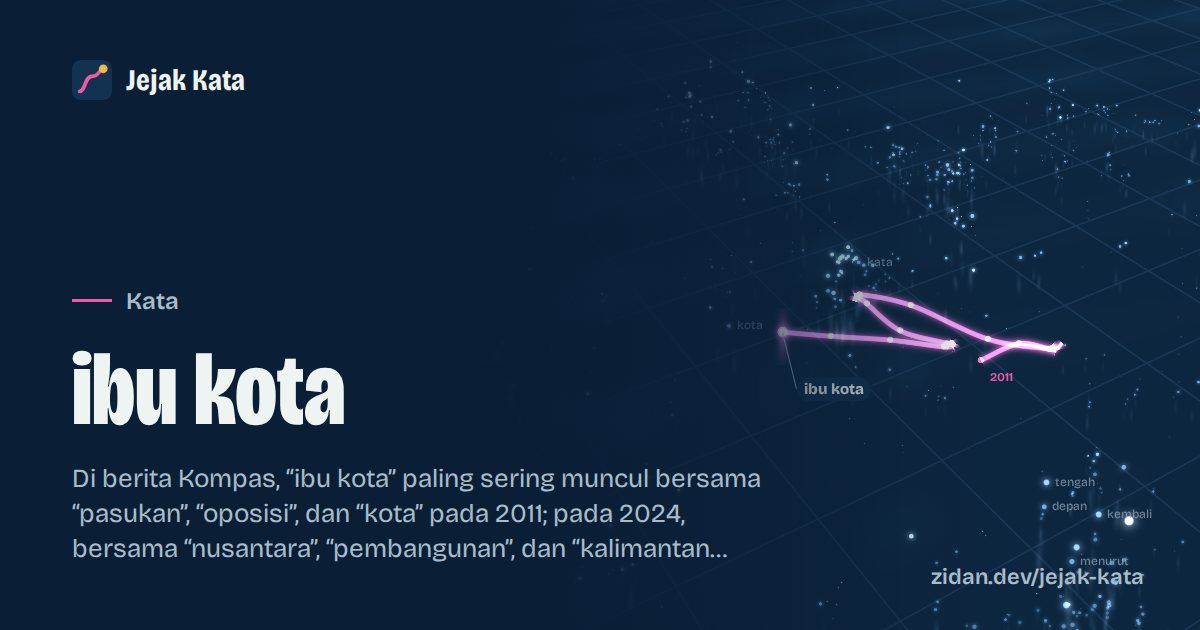 Jejak Kata
Kata
ibu kota
Di berita Kompas, “ibu kota” paling sering muncul bersama
“pasukan”, “oposisi”, dan “kota” pada 2011; pada 2024,
bersama “nusantara”, “pembangunan”, dan “kalimantan...
kata
kota
2011
ibu kota
tengah
depan
kembali
menurut
zidan.dev/jejak-kata